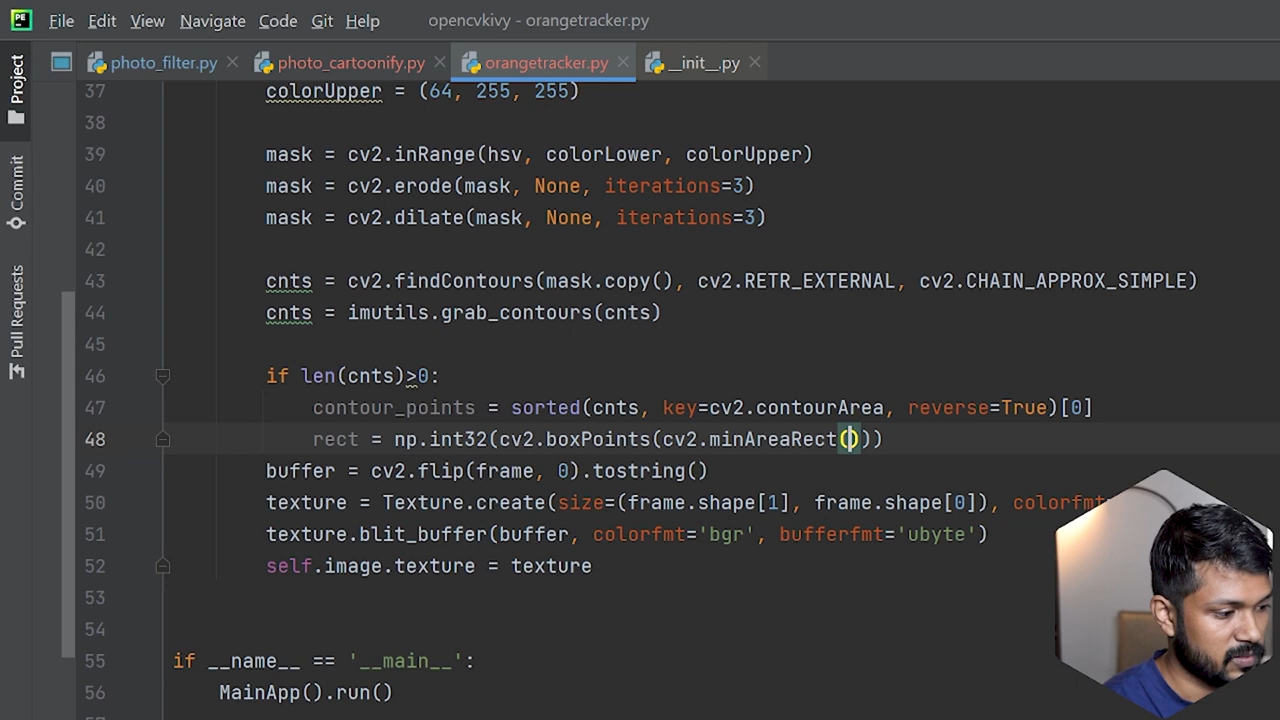 PE File Edit View Navigate Code Git Help opencvkivy - orangetracker.py
photo_filter.py photo_cartoonify.py orangetracker.py __init__.py
Project
Commit
Pull Requests
37 colorUpper = (64, 255, 255)
38
39 mask = cv2.inRange(hsv, colorLower, colorUpper)
40 mask = cv2.erode(mask, None, iterations=3)
41 mask = cv2.dilate(mask, None, iterations=3)
42
43 cnts = cv2.findContours(mask.copy(), cv2.RETR_EXTERNAL, cv2.CHAIN_APPROX_SIMPLE)
44 cnts = imutils.grab_contours(cnts)
45
46 if len(cnts)>0:
47 contour_points = sorted(cnts, key=cv2.contourArea, reverse=True)[0]
48 rect = np.int32(cv2.boxPoints(cv2.minAreaRect()))
49 buffer = cv2.flip(frame, 0).tostring()
50 texture = Texture.create(size=(frame.shape[1], frame.shape[0]), colorfmt=
51 texture.blit_buffer(buffer, colorfmt='bgr', bufferfmt='ubyte')
52 self.image.texture = texture
53
54
55 if __name__ == '__main__':
56 MainApp().run()